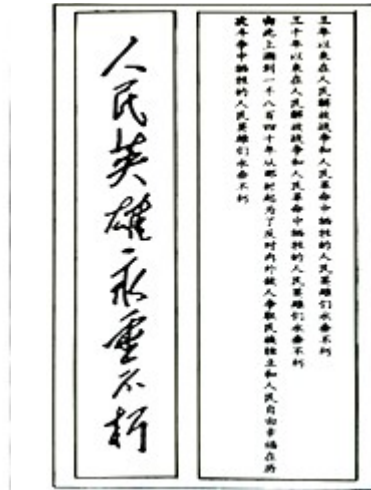 人民英雄永垂不朽
三年以来在人民解放战争和人民革命中牺牲的人民英雄们永垂不朽
三十年以来在人民解放战争和人民革命中牺牲的人民英雄们永垂不朽
由此上溯到一千八百四十年从那时起为了反对内外敌人争取民族独立和人民自由幸福在历
次斗争中牺牲的人民英雄们永垂不朽